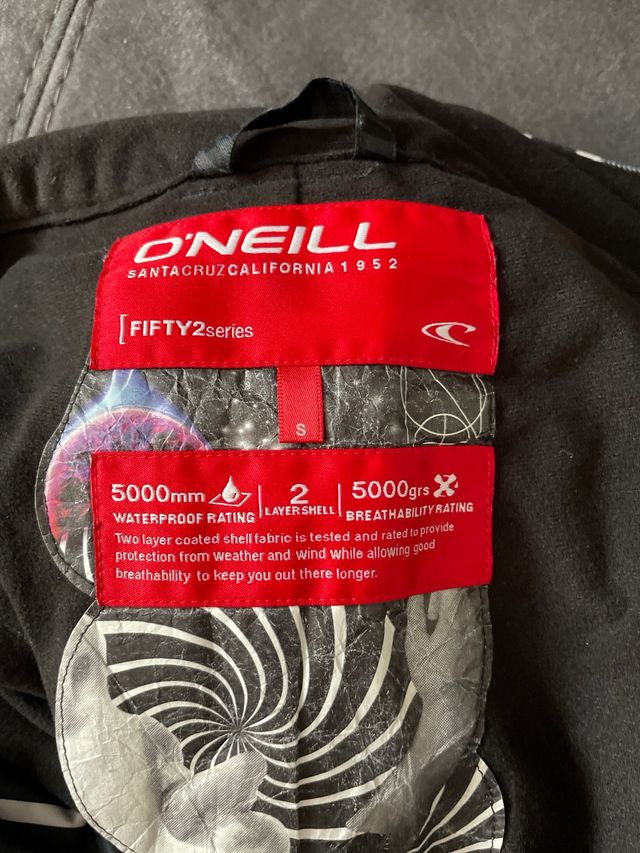 O'NEILL
SANTACRUZCALIFORNIA1952
[FIFTY2series
S
5000mm | 2 | 5000grs
WATERPROOF RATING LAYERSHELL BREATHABILITY RATING
Two layer coated shell fabric is tested and rated to provide
protection from weather and wind while allowing good
breathability to keep you out there longer.